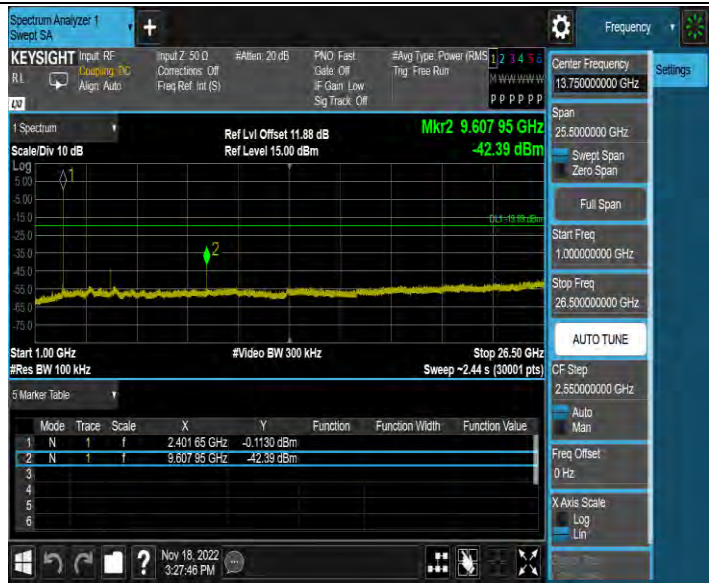 Spectrum Analyzer 1
Swept SA
+
Frequency
KEYSIGHT
Input: RF
Coupling: DC
Align: Auto
Input Z: 50 Ω
Corrections: Off
Freq Ref: Int (S)
#Atten: 20 dB
PNO: Fast
Gate: Off
IF Gain: Low
Sig Track: Off
#Avg Type: Power (RMS
Trig: Free Run
1 2 3 4 5 6
M W W W W W
P P P P P P
RL
LXI
1 Spectrum
Scale/Div 10 dB
Ref Lvl Offset 11.88 dB
Ref Level 15.00 dBm
Mkr2 9.607 95 GHz
-42.39 dBm
Log
5.00
-5.00
-15.0
-25.0
-35.0
-45.0
-55.0
-65.0
-75.0
1
2
Start 1.00 GHz
#Res BW 100 kHz
#Video BW 300 kHz
Stop 26.50 GHz
Sweep ~2.44 s (30001 pts)
5 Marker Table
Mode Trace Scale X Y Function Function Width Function Value
1 N 1 f 2.401 65 GHz -0.1130 dBm
2 N 1 f 9.607 95 GHz -42.39 dBm
3
4
5
6
Center Frequency
13.750000000 GHz
Settings
Span
25.5000000 GHz
Swept Span
Zero Span
Full Span
Start Freq
1.000000000 GHz
Stop Freq
26.500000000 GHz
AUTO TUNE
CF Step
2.550000000 GHz
Auto
Man
Freq Offset
0 Hz
X Axis Scale
Log
Lin
?
Nov 18, 2022
3:27:46 PM